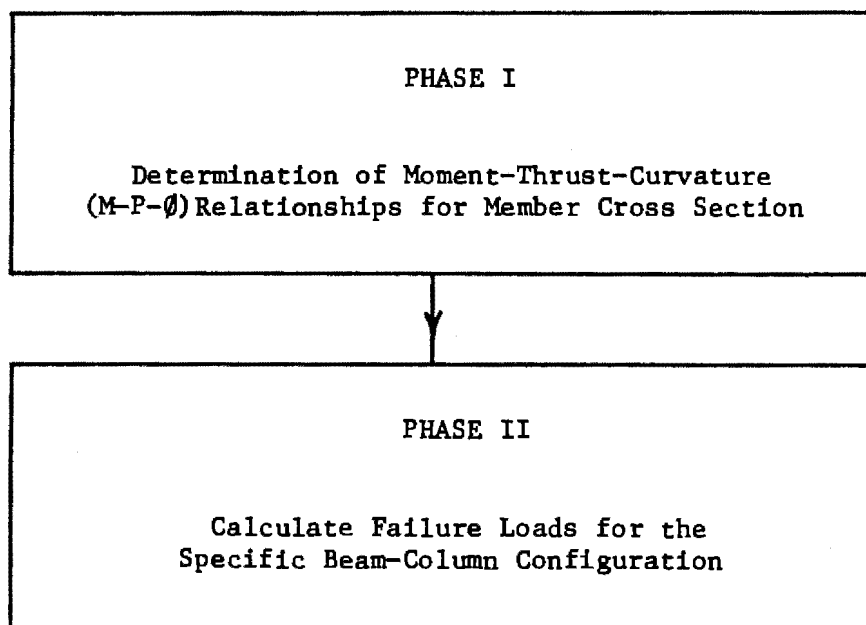 PHASE I
Determination of Moment-Thrust-Curvature
(M-P-Ø) Relationships for Member Cross Section
PHASE II
Calculate Failure Loads for the
Specific Beam-Column Configuration